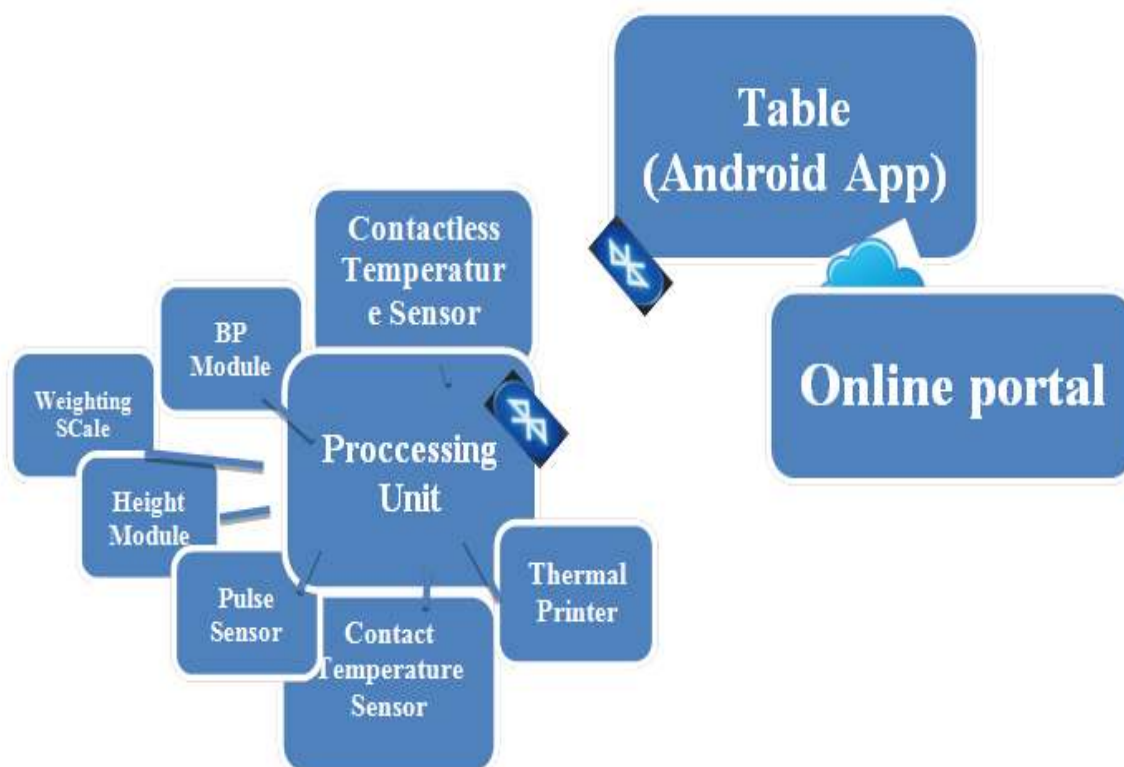 Table
(Android App)
Contactless
Temperatur
e Sensor
BP
Module
Online portal
Weighting
SCale
Proccessing
Unit
Height
Module
Thermal
Printer
Pulse
Sensor
Contact
Temperature
Sensor